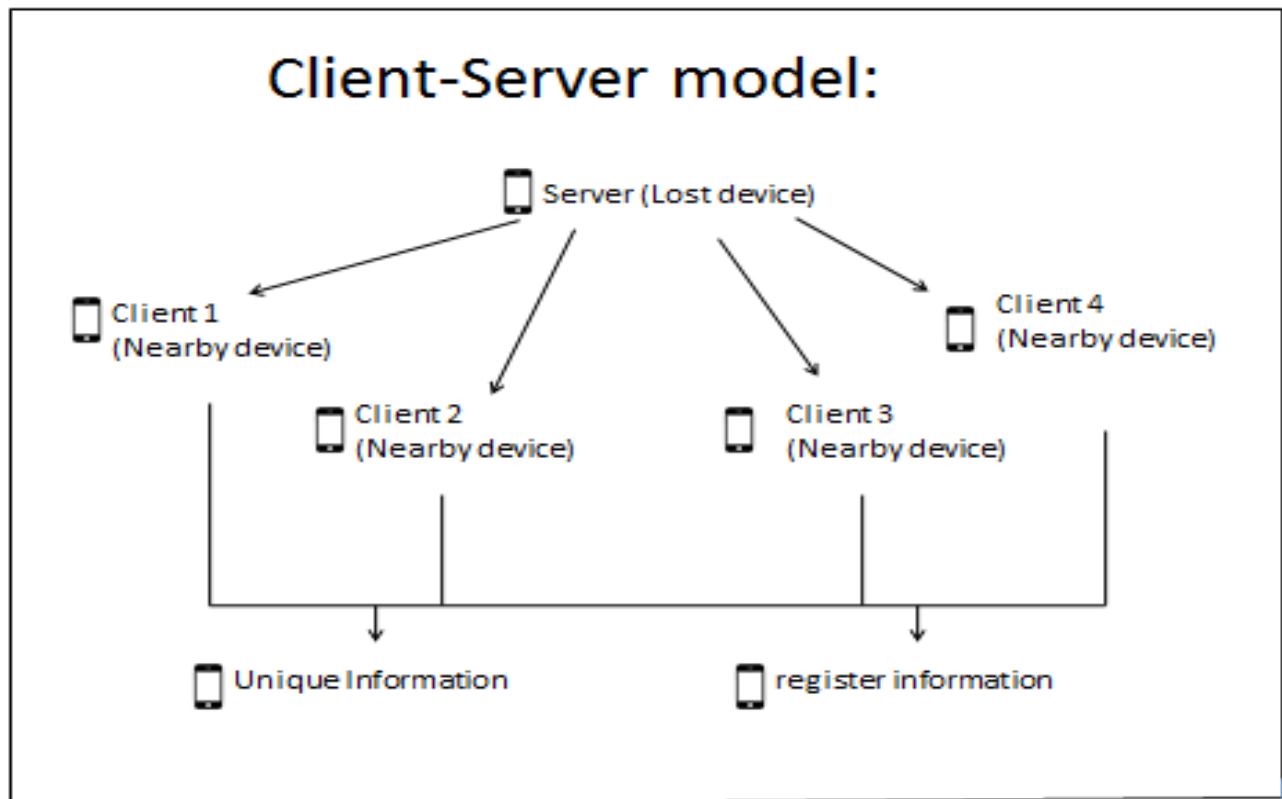 Client-Server model:
Server (Lost device)
Client 1
(Nearby device)
Client 4
(Nearby device)
Client 2
(Nearby device)
Client 3
(Nearby device)
Unique Information
register information